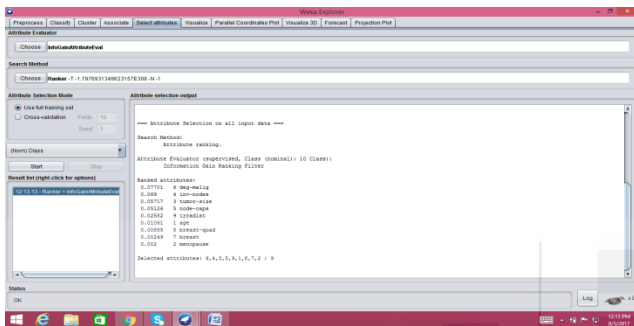 Weka Explorer
Preprocess Classify Cluster Associate Select attributes Visualize Parallel Coordinates Plot Visualize 3D Forecast Projection Plot
Attribute Evaluator
Choose InfoGainAttributeEval
Search Method
Choose Ranker -T -1.7976931348623157E308 -N -1
Attribute Selection Mode
Use full training set
Cross-validation Folds 10
Seed 1
(Nom) Class
Start Stop
Result list (right-click for options)
12:13:13 - Ranker + InfoGainAttributeEval
Attribute selection output
=== Attribute Selection on all input data ===
Search Method:
Attribute ranking.
Attribute Evaluator (supervised, Class (nominal): 10 Class):
Information Gain Ranking Filter
Ranked attributes:
0.07701 6 deg-malig
0.069 4 inv-nodes
0.05717 3 tumor-size
0.05126 5 node-caps
0.02582 9 irradiat
0.01061 1 age
0.00885 8 breast-quad
0.00249 7 breast
0.002 2 menopause
Selected attributes: 6,4,3,5,9,1,8,7,2 : 9
Status
OK
Log
12:13 PM
6/5/2017